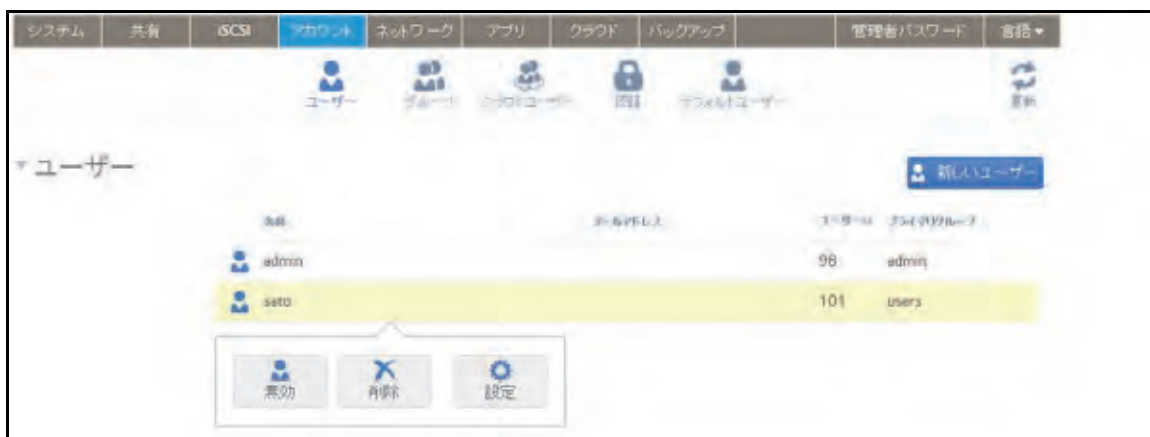 システム 共有 iSCSI アカウント ネットワーク アプリ クラウド バックアップ 管理者パスワード 言語▼
ユーザー グループ クラウドユーザー 認証 デフォルトユーザー 更新
ユーザー
新しいユーザー
名前 メールアドレス ユーザーID プライマリグループ
admin 98 admin
sato 101 users
無効 削除 設定